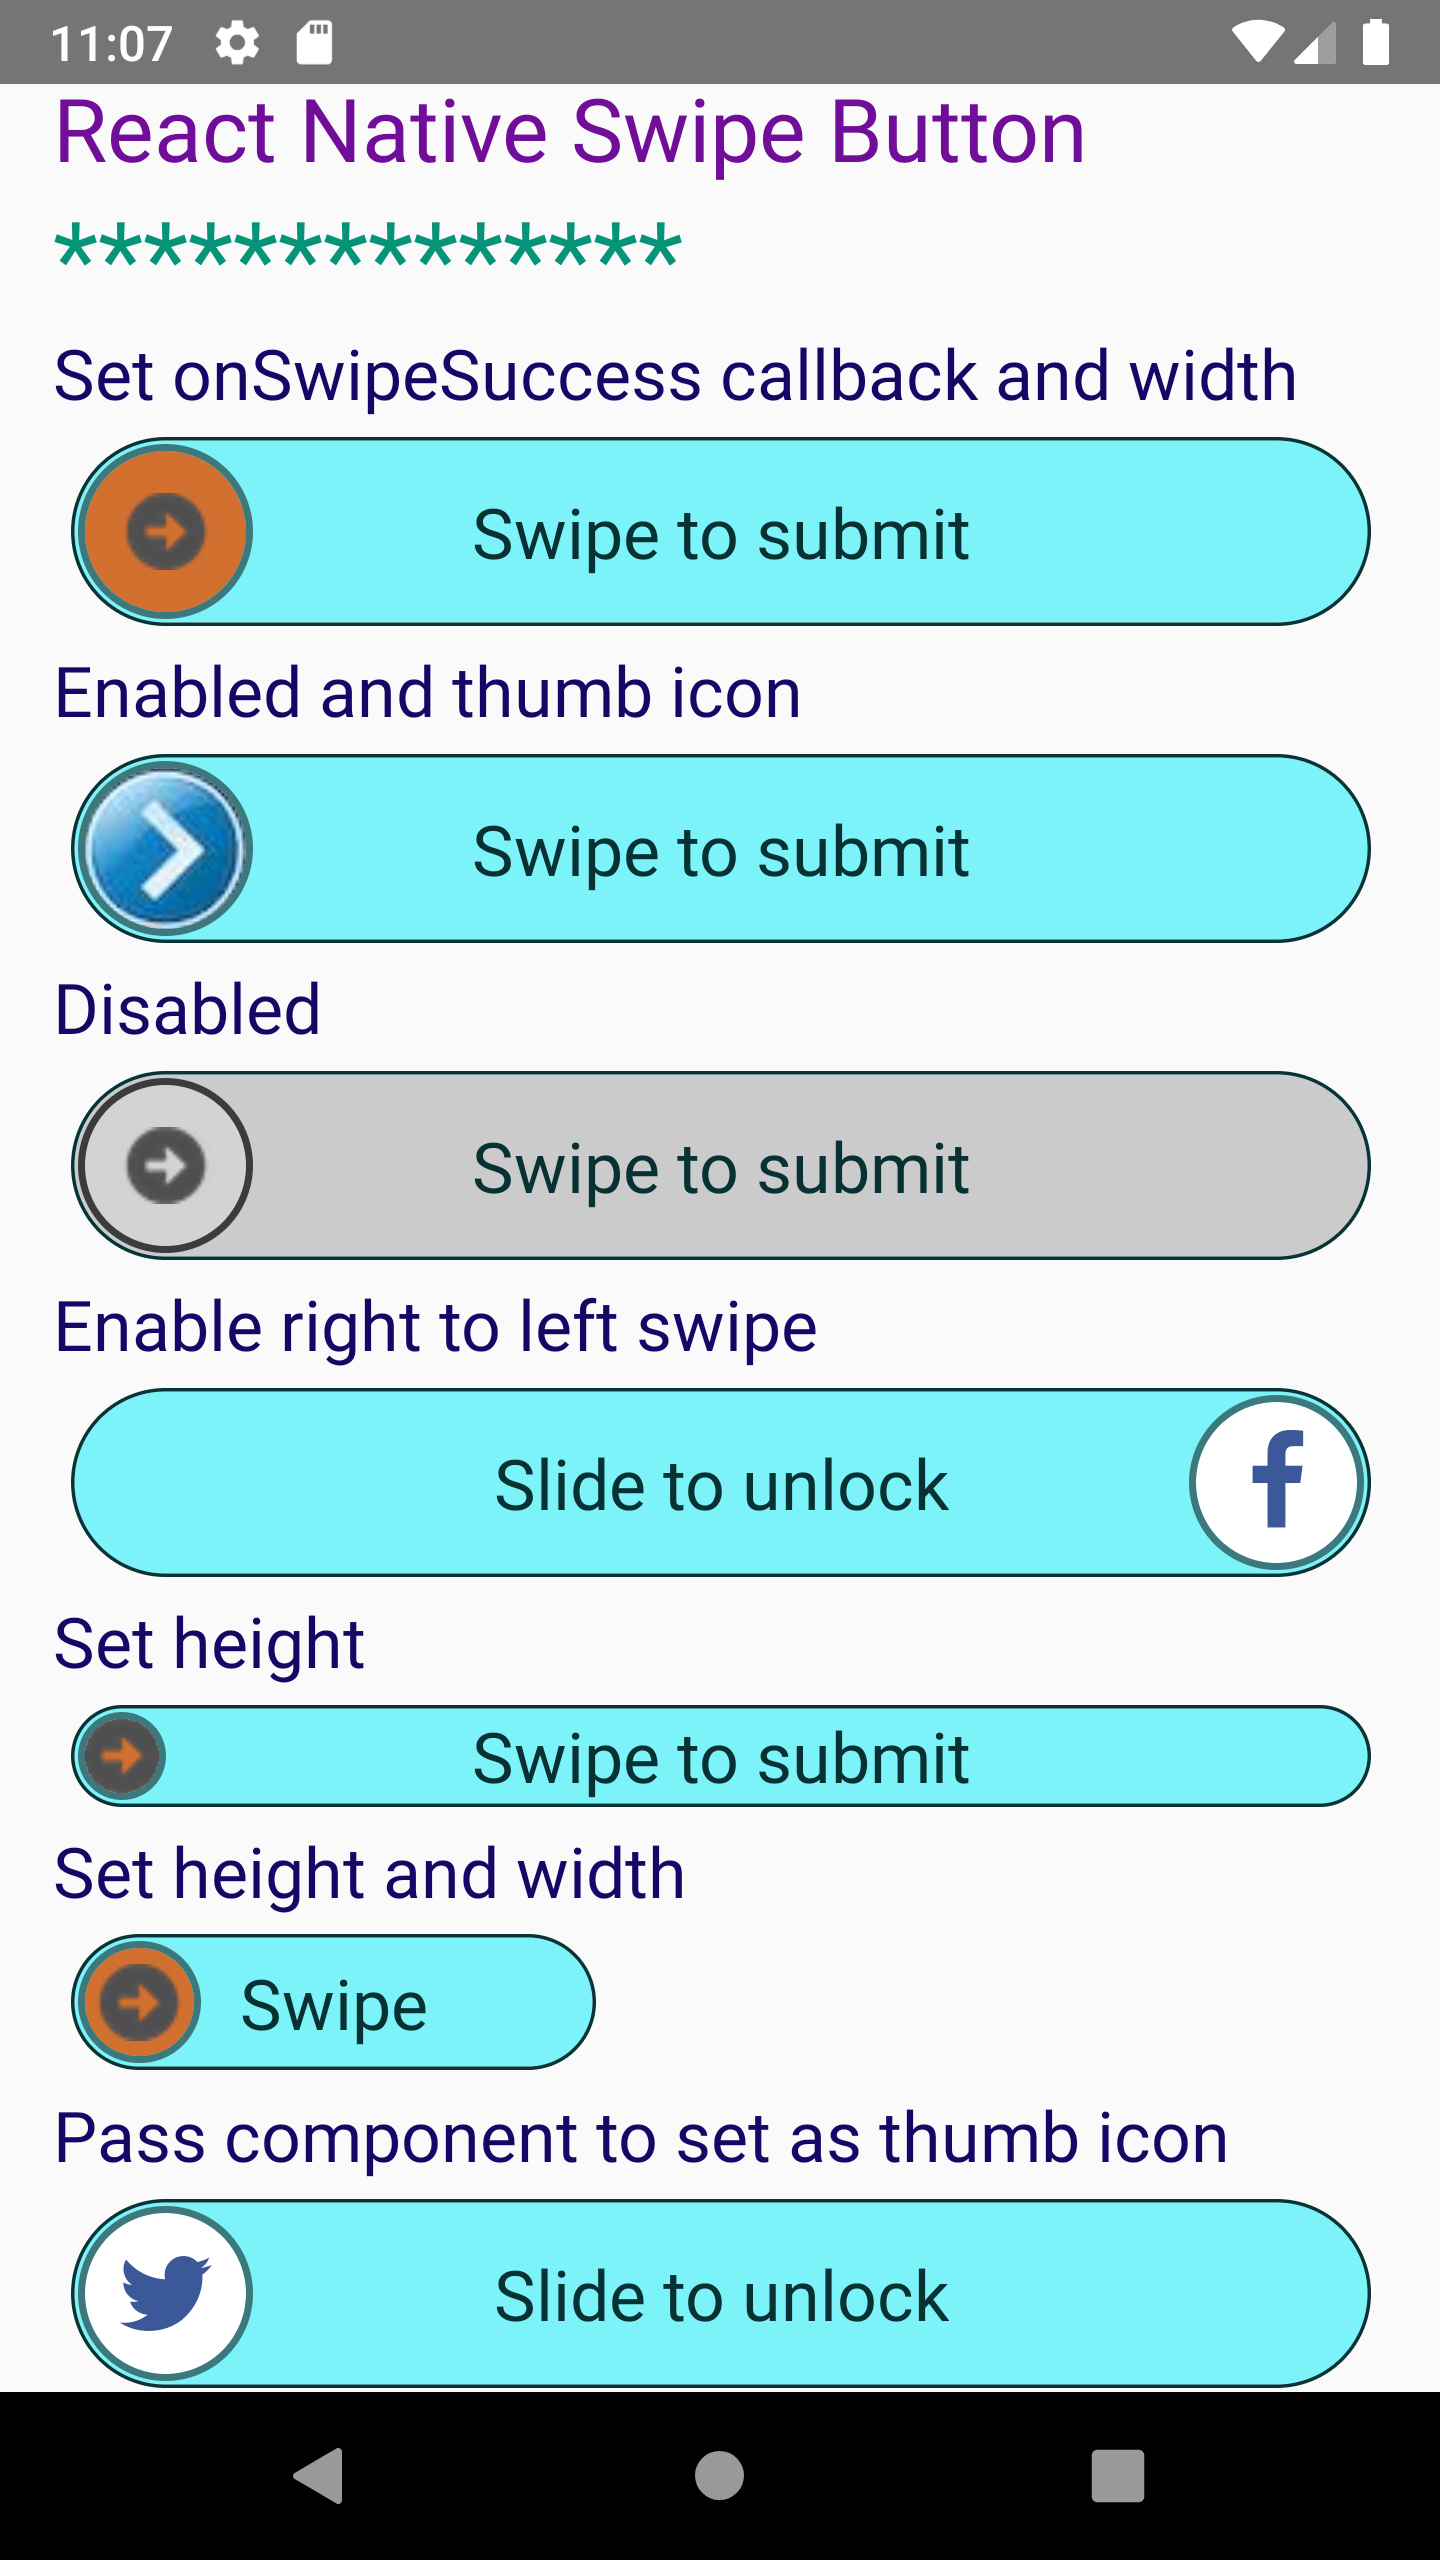 11:07
React Native Swipe Button
**************
Set onSwipeSuccess callback and width
Swipe to submit
Enabled and thumb icon
Swipe to submit
Disabled
Swipe to submit
Enable right to left swipe
Slide to unlock
Set height
Swipe to submit
Set height and width
Swipe
Pass component to set as thumb icon
Slide to unlock